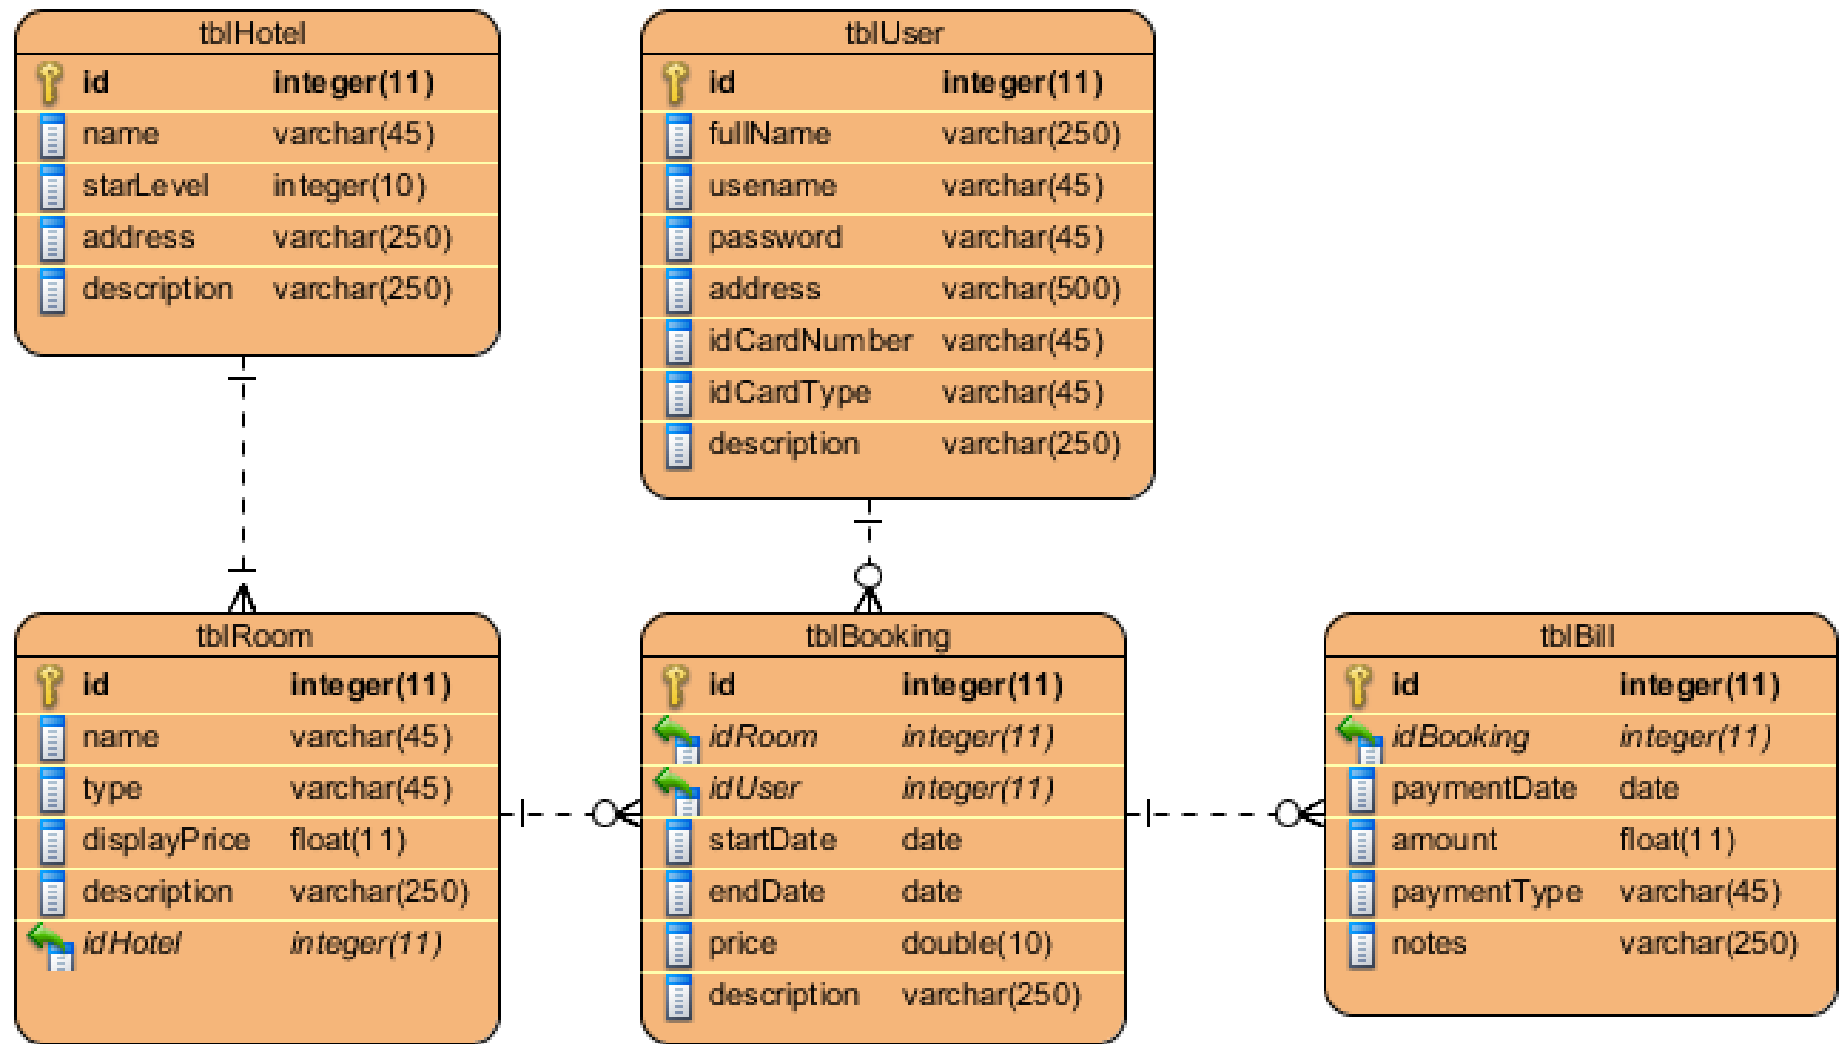 tblHotel
id integer(11)
name varchar(45)
starLevel integer(10)
address varchar(250)
description varchar(250)
tblUser
id integer(11)
fullName varchar(250)
usename varchar(45)
password varchar(45)
address varchar(500)
idCardNumber varchar(45)
idCardType varchar(45)
description varchar(250)
tblRoom
id integer(11)
name varchar(45)
type varchar(45)
displayPrice float(11)
description varchar(250)
idHotel integer(11)
tblBooking
id integer(11)
idRoom integer(11)
idUser integer(11)
startDate date
endDate date
price double(10)
description varchar(250)
tblBill
id integer(11)
idBooking integer(11)
paymentDate date
amount float(11)
paymentType varchar(45)
notes varchar(250)